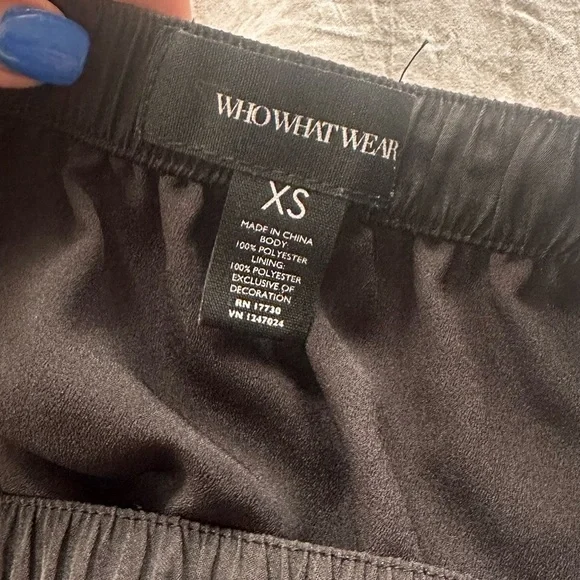 WHO WHAT WEAR
XS
MADE IN CHINA
BODY:
100% POLYESTER
LINING:
100% POLYESTER
EXCLUSIVE OF
DECORATION
RN 17730
VN 1247024